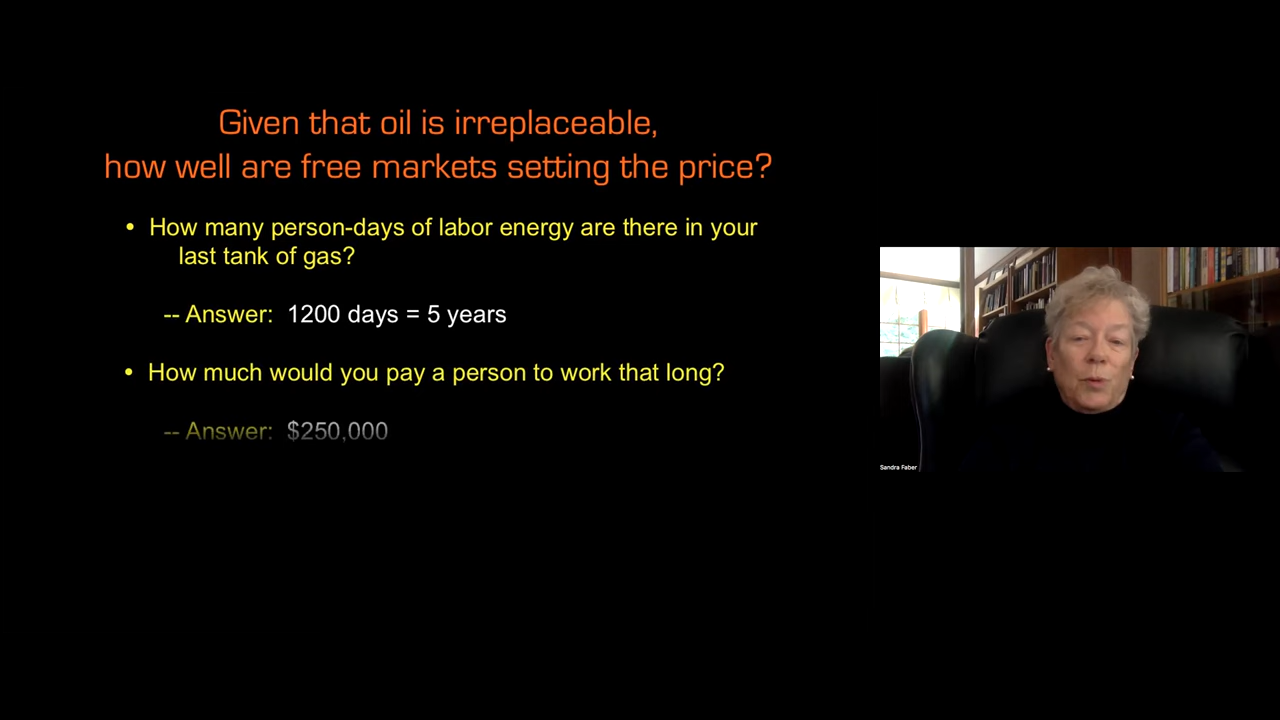 Given that oil is irreplaceable,
how well are free markets setting the price?
• How many person-days of labor energy are there in your
last tank of gas?
-- Answer: 1200 days = 5 years
• How much would you pay a person to work that long?
-- Answer: $250,000
Sandra Faber